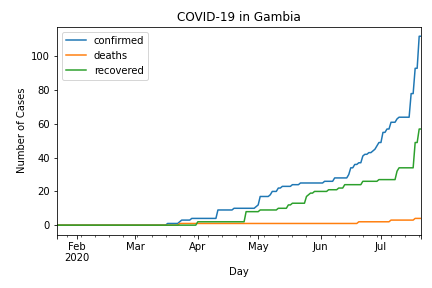 COVID-19 in Gambia
confirmed
deaths
recovered
Number of Cases
100
80
60
40
20
0
Feb
2020
Mar
Apr
May
Jun
Jul
Day